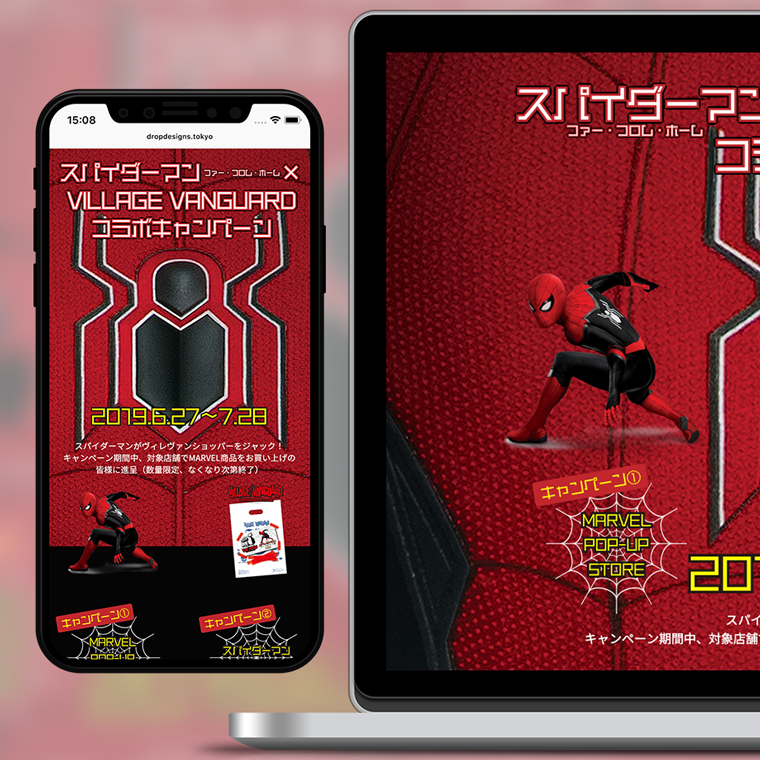 15:08
dropdesigns.tokyo
スパイダーマン ファー・フロム・ホーム ×
VILLAGE VANGUARD
コラボキャンペーン
2019.6.27〜7.28
スパイダーマンがヴィレヴァンショッパーをジャック！
キャンペーン期間中、対象店舗でMARVEL商品をお買い上げの
皆様に進呈（数量限定、なくなり次第終了）
キャンペーン①
MARVEL
POP-UP
キャンペーン②
スパイダーマン
スパイダーマン
ファー・フロム・ホーム
コラ
キャンペーン①
MARVEL
POP-UP
STORE
201
スパイ
キャンペーン期間中、対象店舗